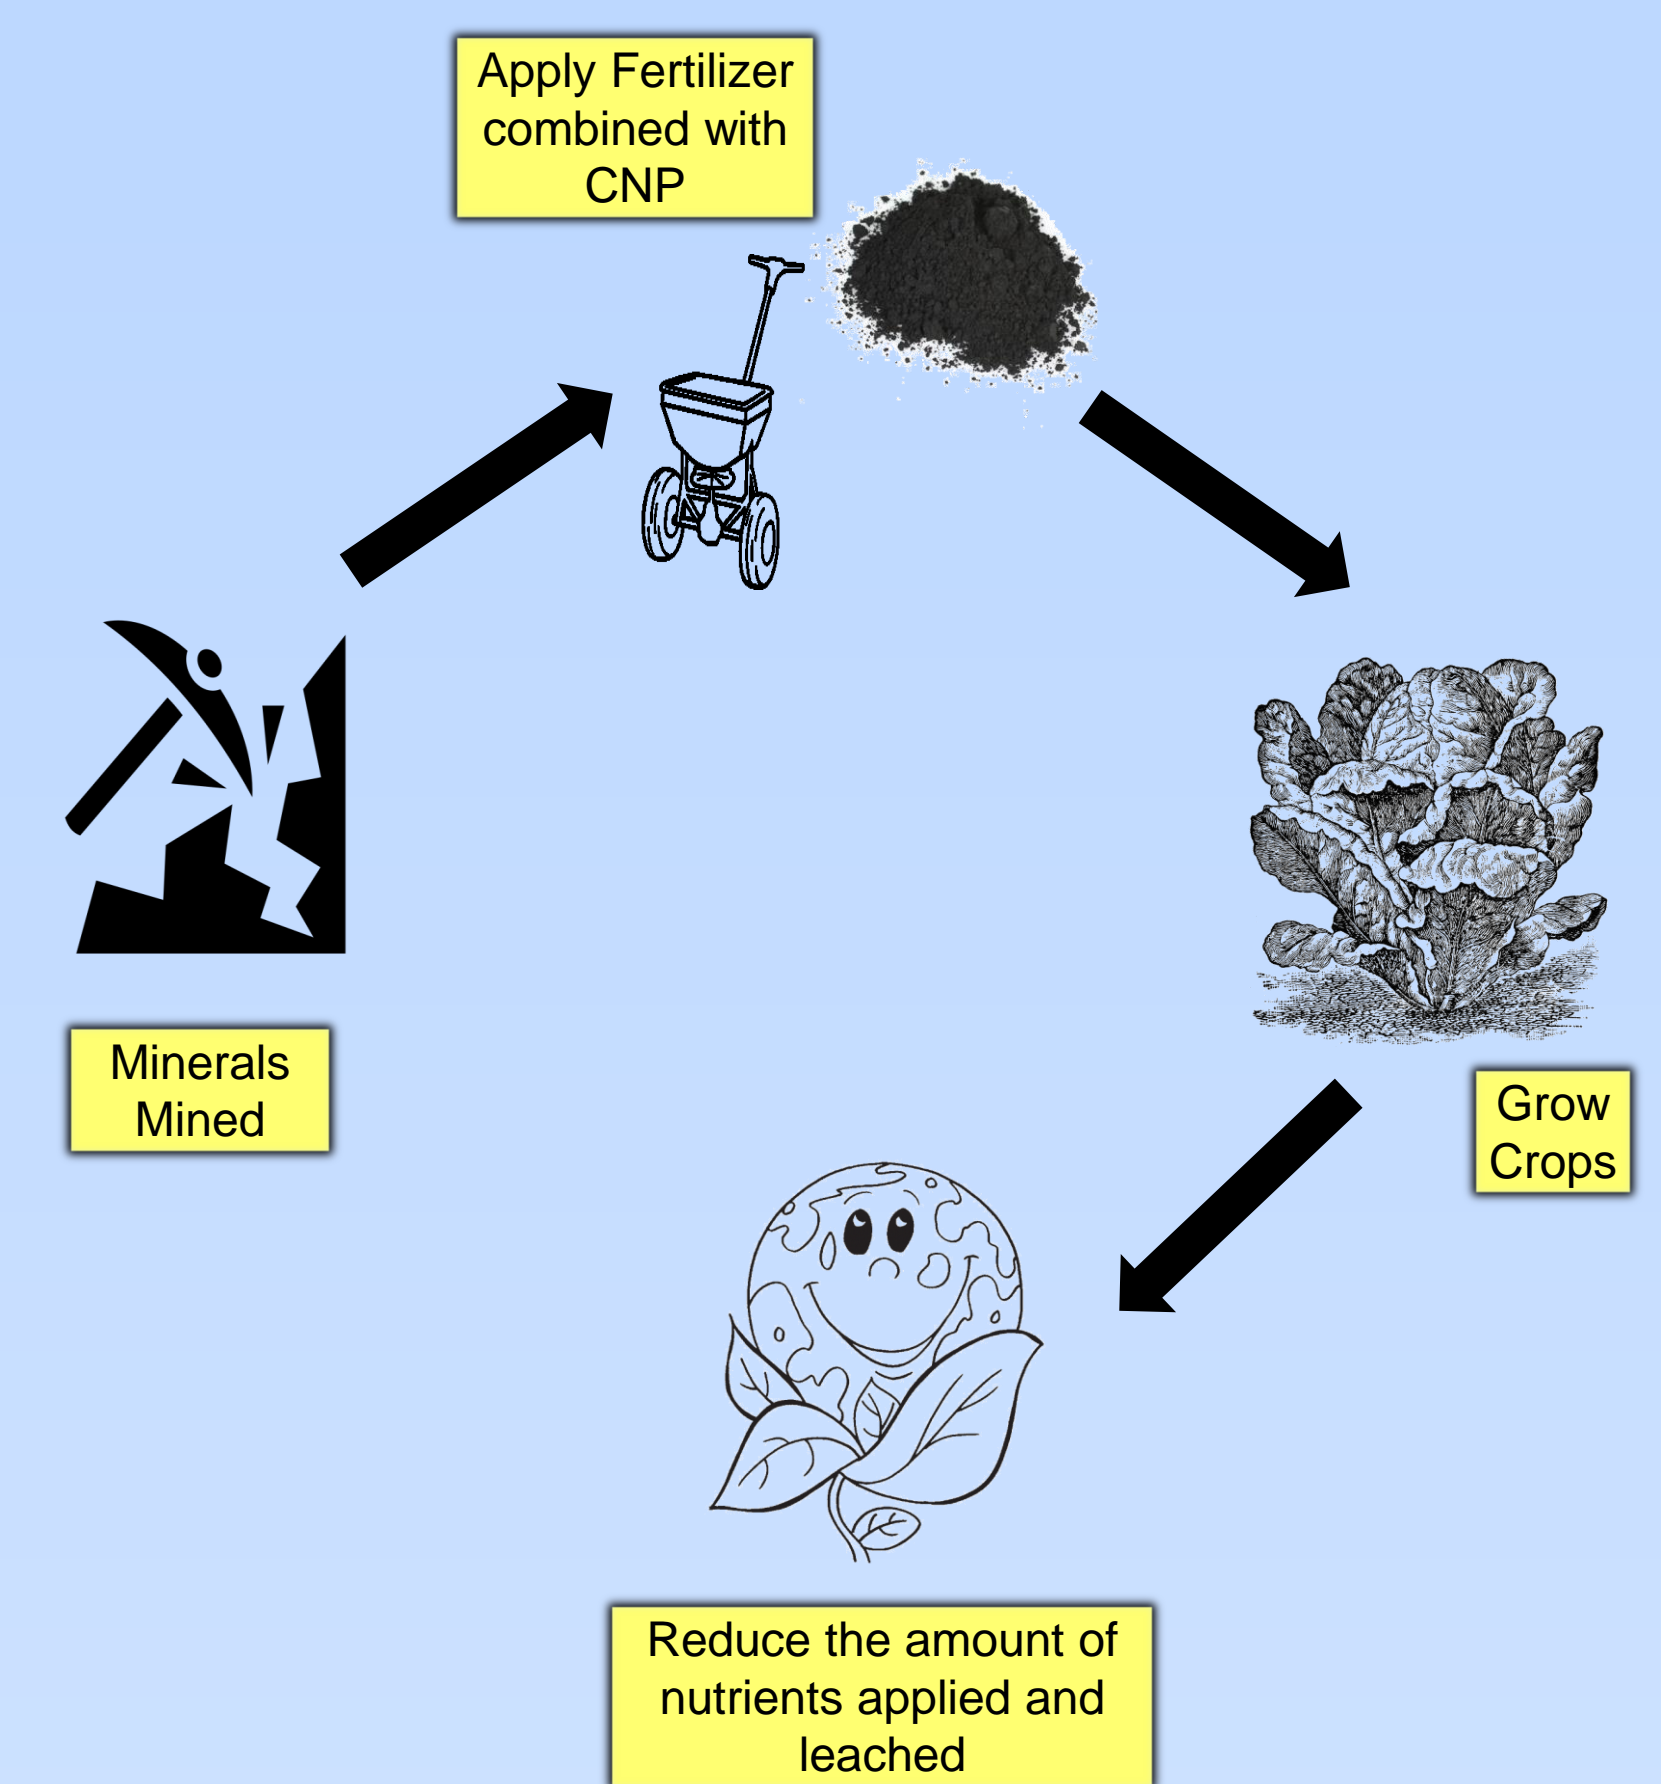 Apply Fertilizer
combined with
CNP
Minerals
Mined
Grow
Crops
Reduce the amount of
nutrients applied and
leached